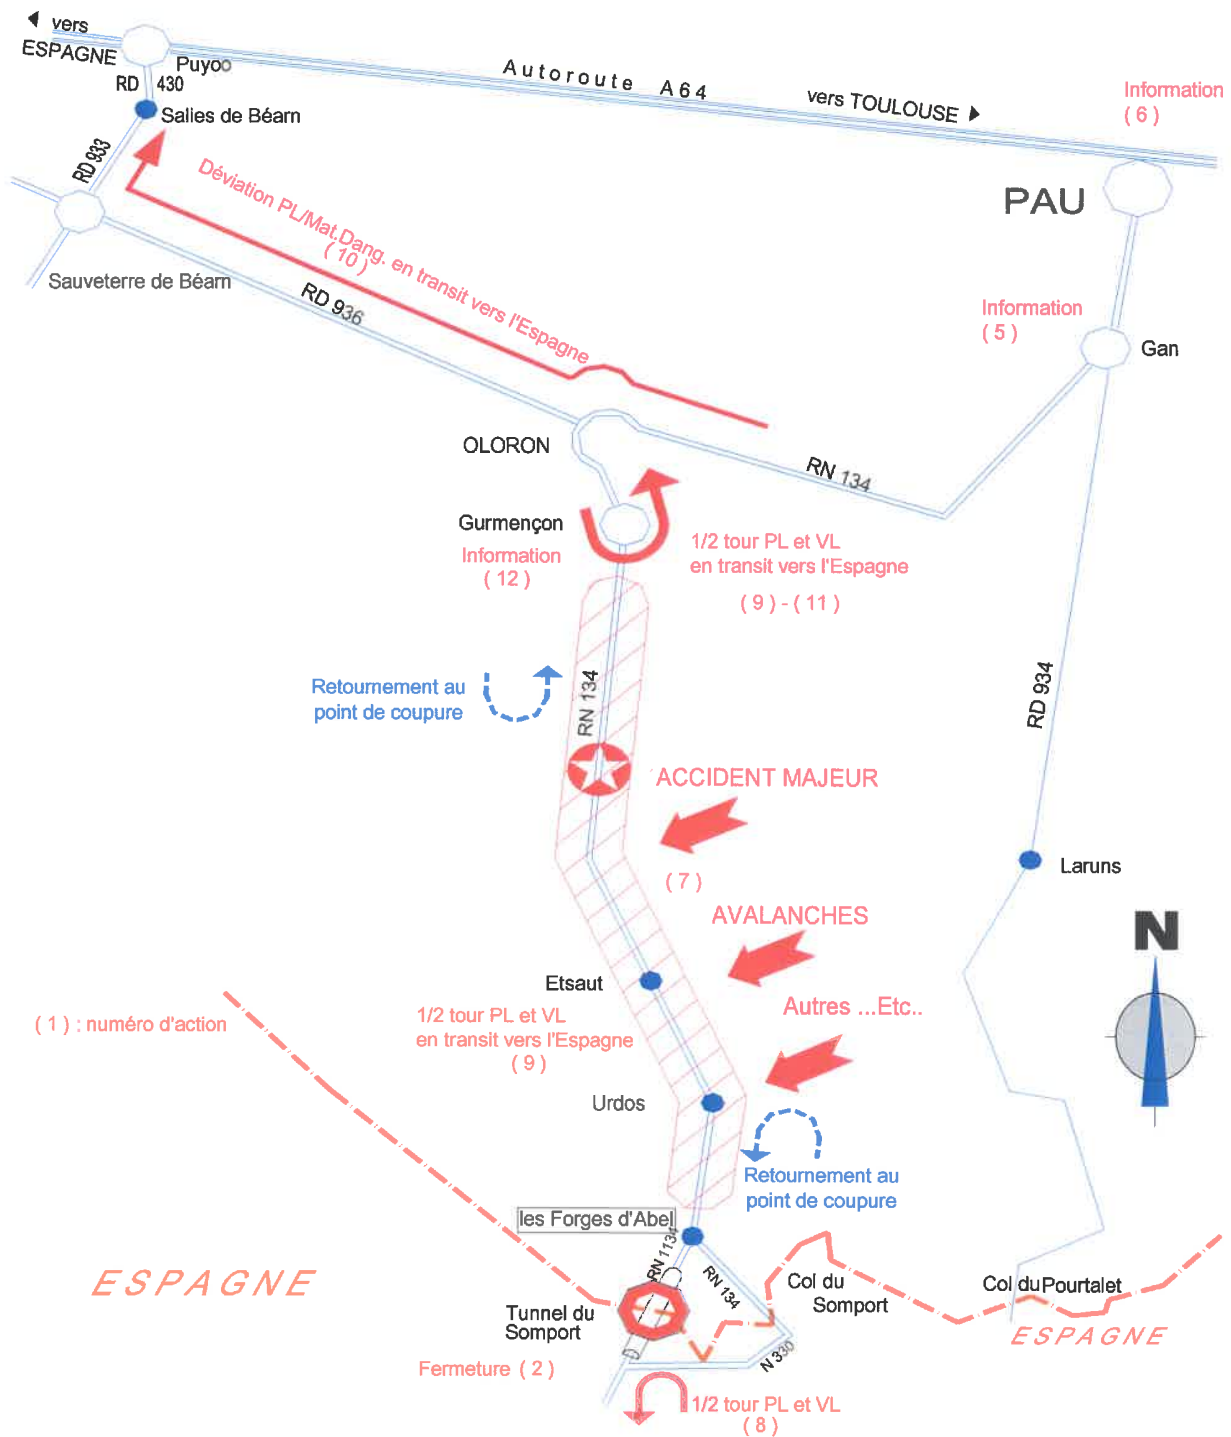 vers
ESPAGNE
Puyoo
RD 430
Salies de Béarn
Autoroute A64
vers TOULOUSE
Information
( 6 )
RD 933
PAU
Déviation PL/Mat.Dang. en transit vers l'Espagne
( 10 )
Sauveterre de Béarn
RD 936
Information
( 5 )
Gan
OLORON
RN 134
Gurmençon
Information
( 12 )
1/2 tour PL et VL
en transit vers l'Espagne
( 9 ) - ( 11 )
Retournement au
point de coupure
RN 134
RD 934
ACCIDENT MAJEUR
( 7 )
Laruns
AVALANCHES
N
Etsaut
Autres ...Etc..
( 1 ) : numéro d'action
1/2 tour PL et VL
en transit vers l'Espagne
( 9 )
Urdos
Retournement au
point de coupure
les Forges d'Abel
RN 1134
RN 134
ESPAGNE
Col du
Somport
Col du Pourtalet
Tunnel du
Somport
ESPAGNE
N 330
Fermeture ( 2 )
1/2 tour PL et VL
( 8 )